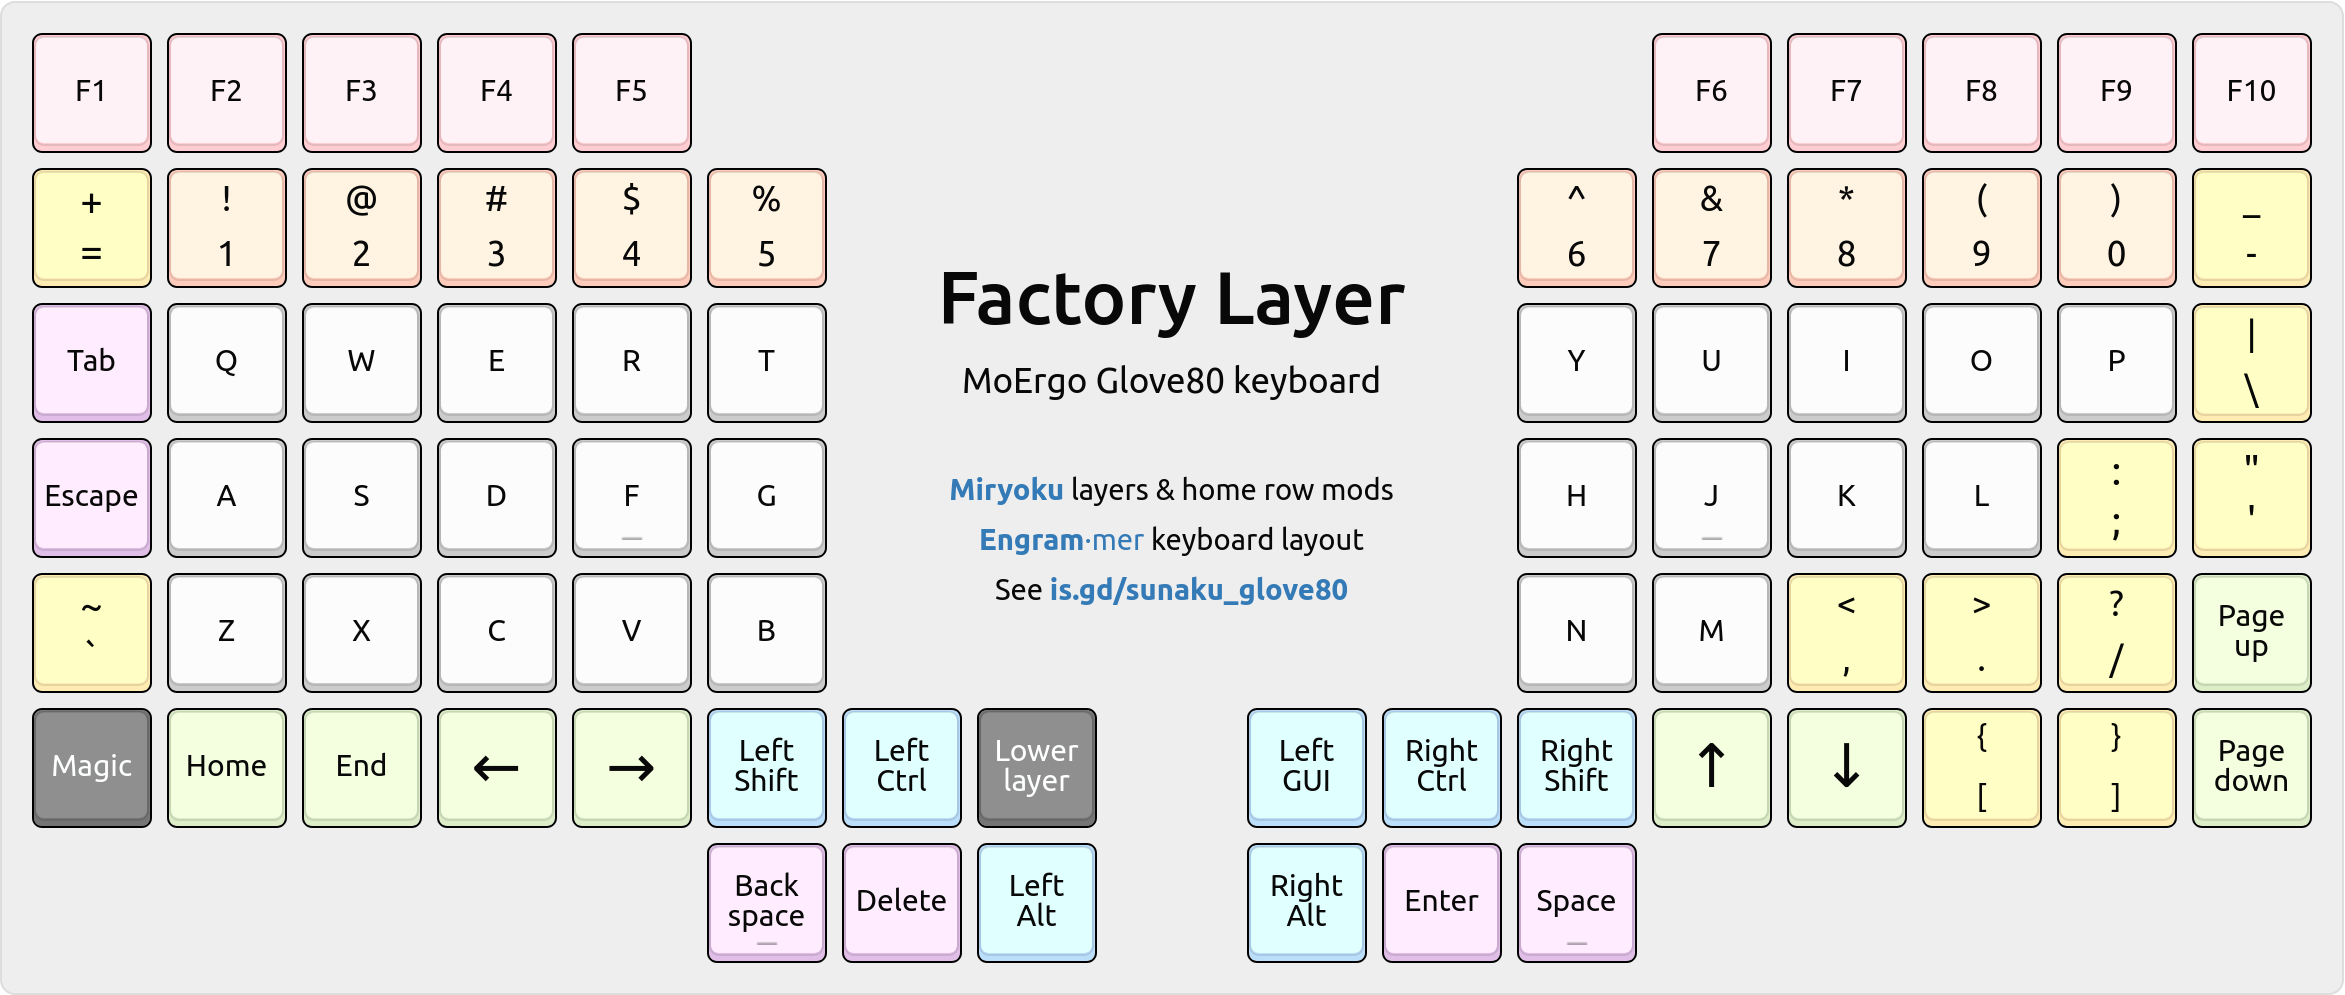 F1 F2 F3 F4 F5 F6 F7 F8 F9 F10
+ ! @ # $ % ^ & * ( ) _
= 1 2 3 4 5 6 7 8 9 0 -
Factory Layer
MoErgo Glove80 keyboard
Tab Q W E R T Y U I O P |
\
Miryoku layers & home row mods
Engram·mer keyboard layout
See is.gd/sunaku_glove80
Escape A S D F G H J K L : "
_ _ ; '
~ Z X C V B N M < > ? Page
` , . / up
Magic Home End ← → Left Left Lower Left Right Right ↑ ↓ { } Page
Shift Ctrl layer GUI Ctrl Shift [ ] down
Back Delete Left Right Enter Space
space Alt Alt
_ _